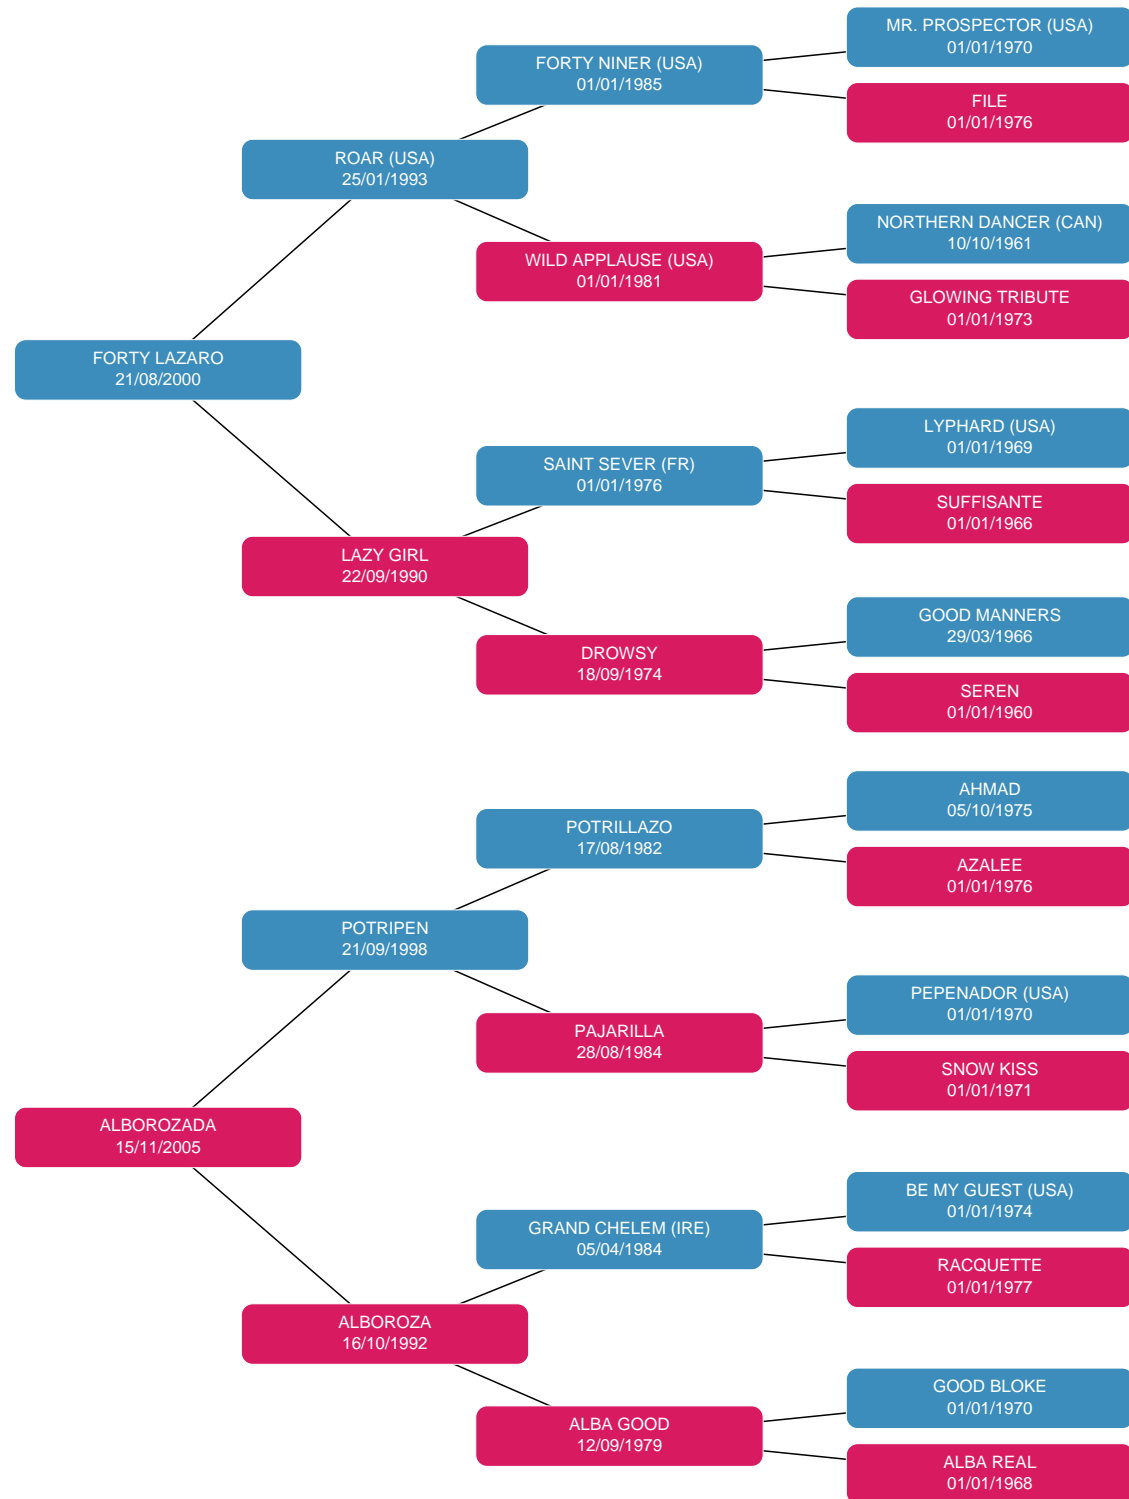 MR. PROSPECTOR (USA)
01/01/1970
FORTY NINER (USA)
01/01/1985
FILE
01/01/1976
ROAR (USA)
25/01/1993
NORTHERN DANCER (CAN)
10/10/1961
WILD APPLAUSE (USA)
01/01/1981
GLOWING TRIBUTE
01/01/1973
FORTY LAZARO
21/08/2000
LYPHARD (USA)
01/01/1969
SAINT SEVER (FR)
01/01/1976
SUFFISANTE
01/01/1966
LAZY GIRL
22/09/1990
GOOD MANNERS
29/03/1966
DROWSY
18/09/1974
SEREN
01/01/1960
AHMAD
05/10/1975
POTRILLAZO
17/08/1982
AZALEE
01/01/1976
POTRIPEN
21/09/1998
PEPENADOR (USA)
01/01/1970
PAJARILLA
28/08/1984
SNOW KISS
01/01/1971
ALBOROZADA
15/11/2005
BE MY GUEST (USA)
01/01/1974
GRAND CHELEM (IRE)
05/04/1984
RACQUETTE
01/01/1977
ALBOROZA
16/10/1992
GOOD BLOKE
01/01/1970
ALBA GOOD
12/09/1979
ALBA REAL
01/01/1968